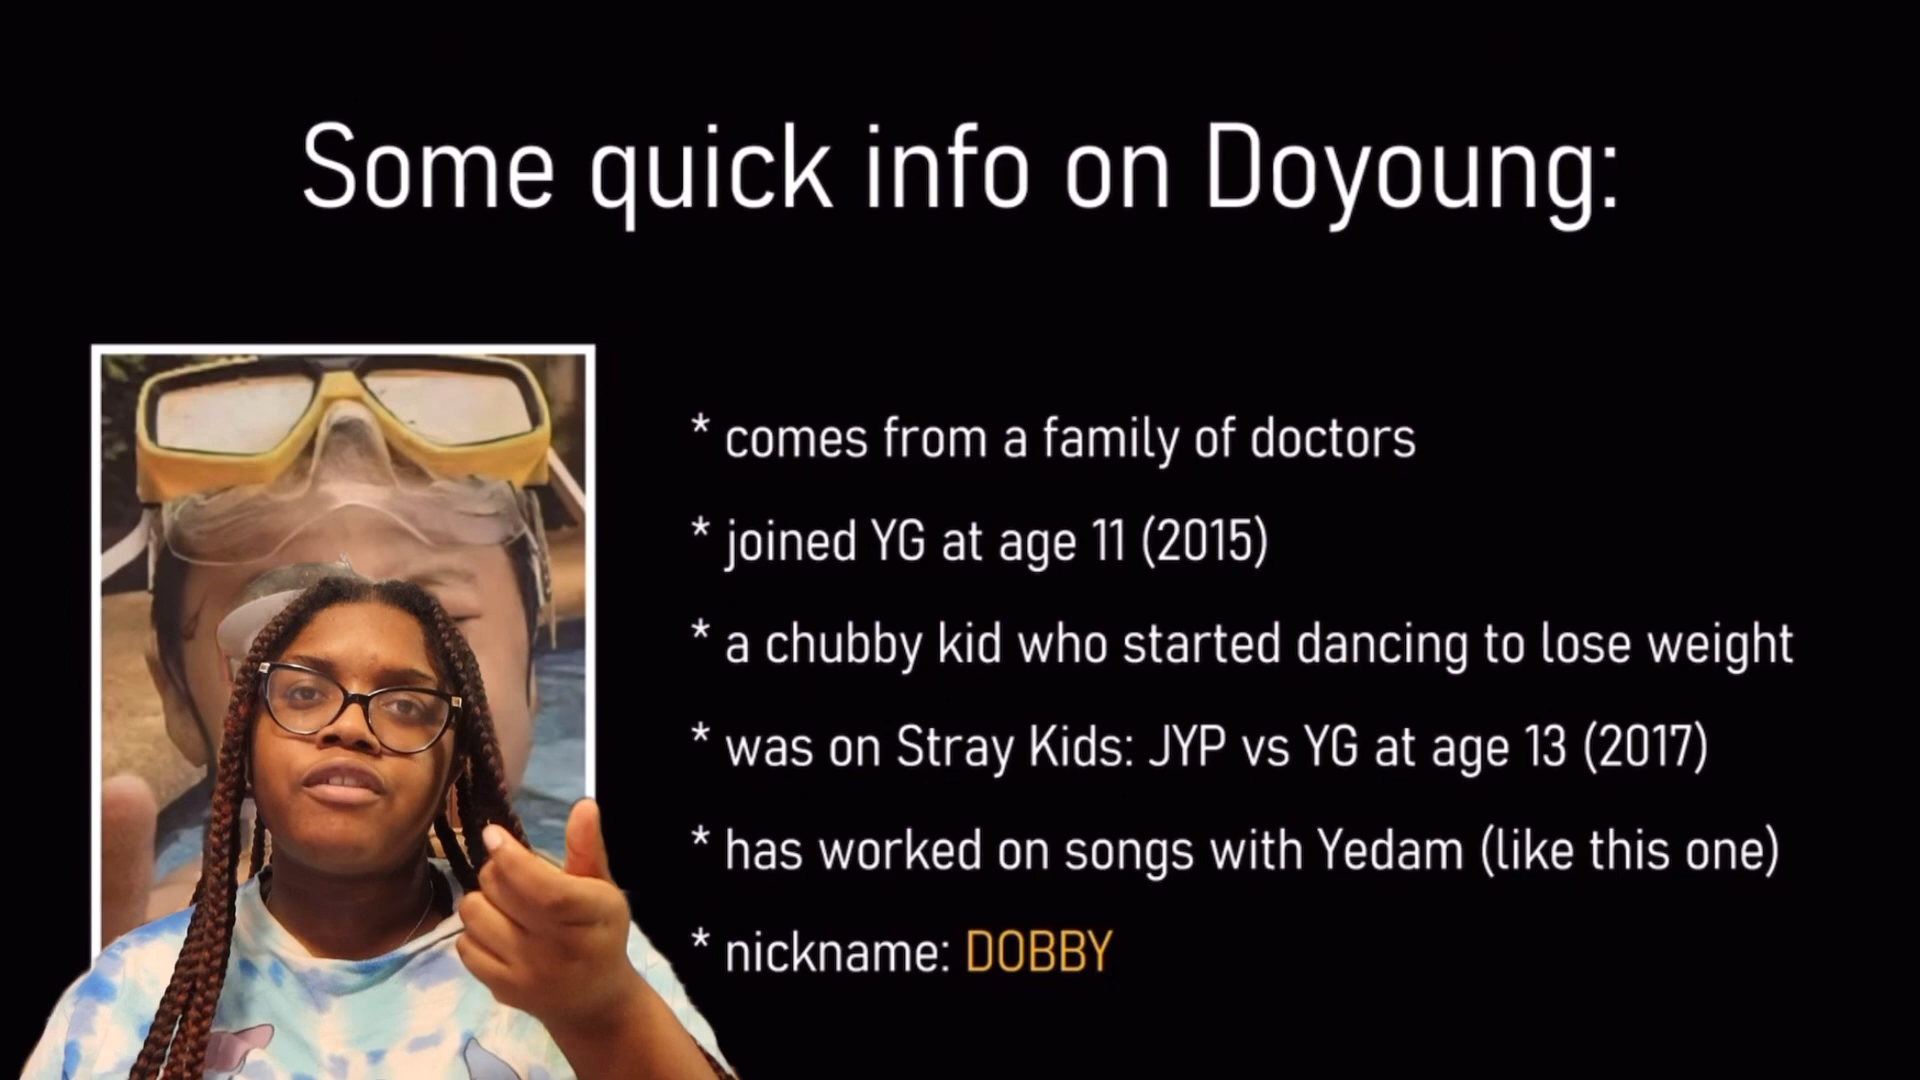 Some quick info on Doyoung:
* comes from a family of doctors
* joined YG at age 11 (2015)
* a chubby kid who started dancing to lose weight
* was on Stray Kids: JYP vs YG at age 13 (2017)
* has worked on songs with Yedam (like this one)
* nickname: DOBBY